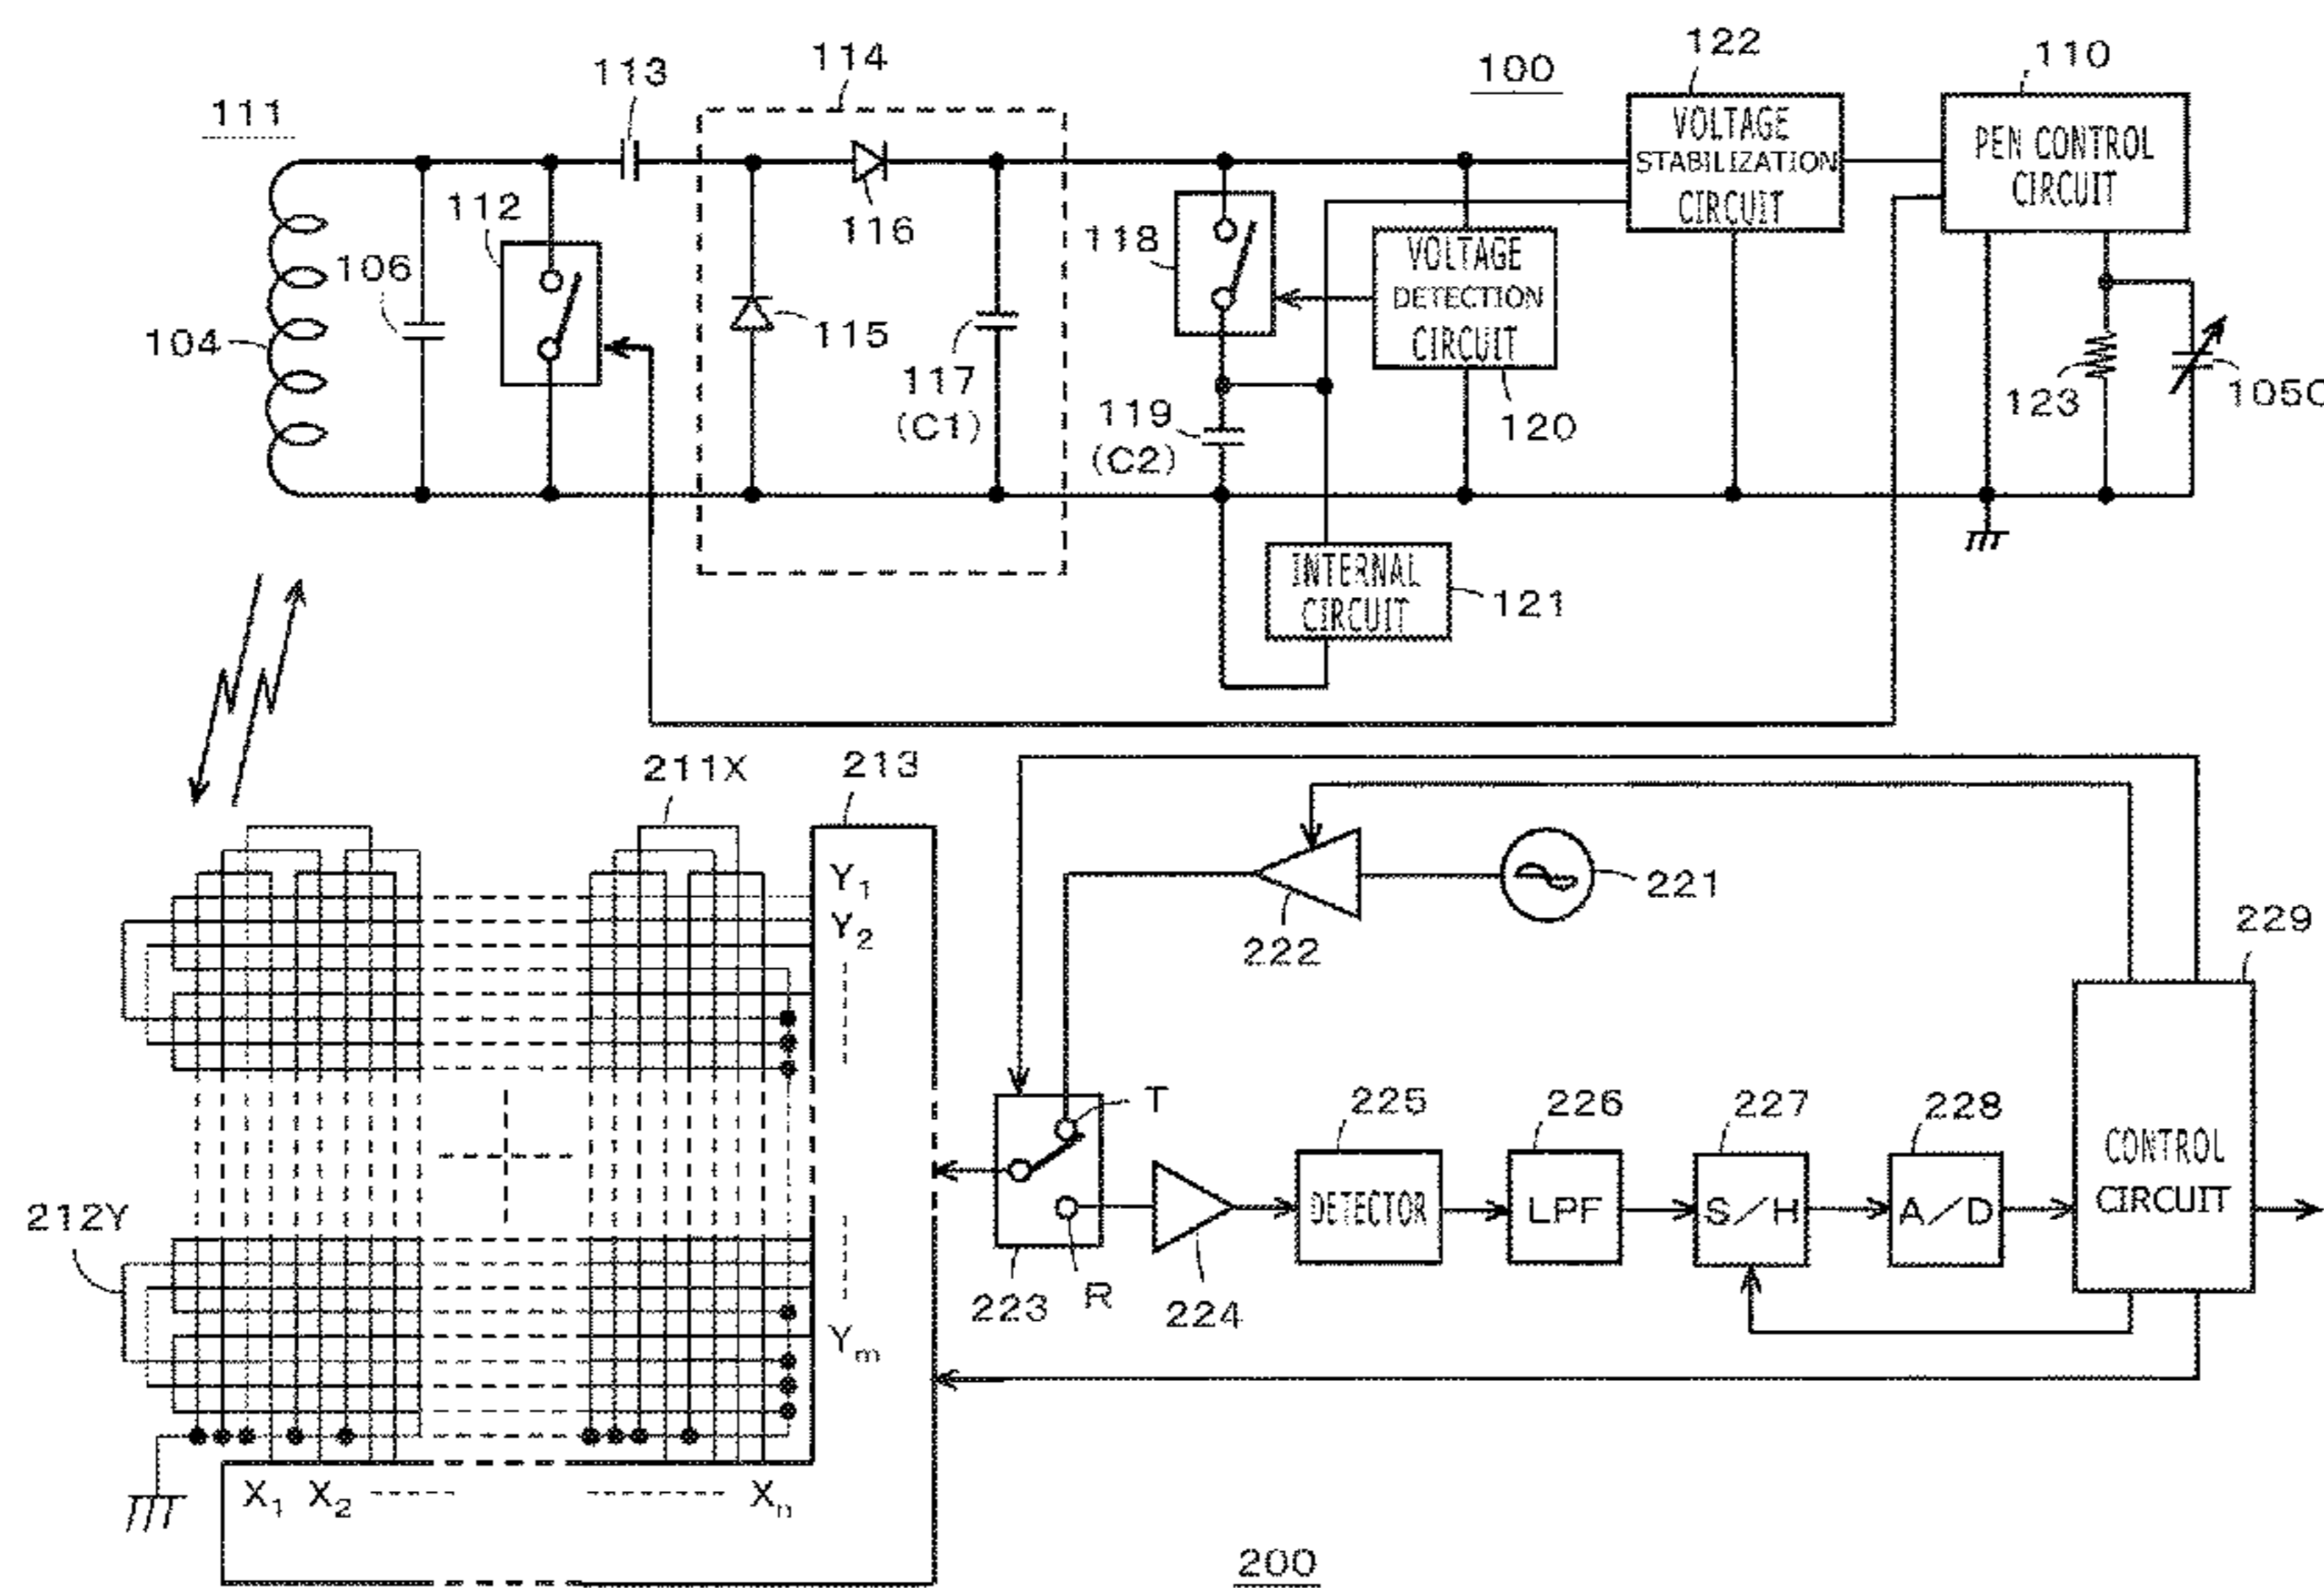 122
110
114
100
113
111
VOLTAGE
STABILIZATION
CIRCUIT
PEN CONTROL
CIRCUIT
112
116
118
106
VOLTAGE
DETECTION
CIRCUIT
104
115
117
(C1)
123
105C
119
(C2)
120
INTERNAL
CIRCUIT
121
211X
213
Y1
221
Y2
222
229
T
225
226
227
228
CONTROL
CIRCUIT
212Y
DETECTOR
LPF
S/H
A/D
223
R
224
Ym
X1
X2
Xn
200